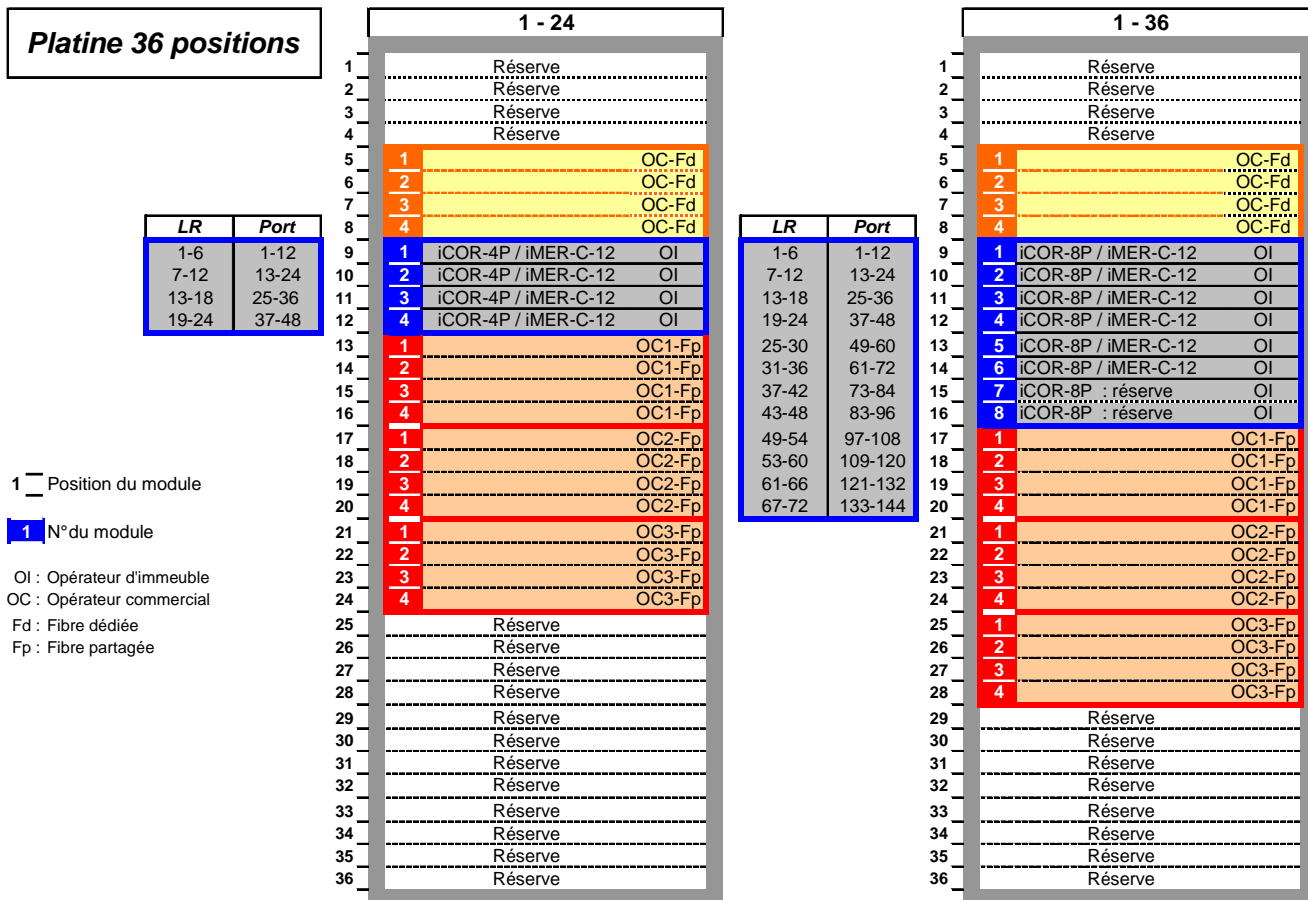 Platine 36 positions
1 - 24
1 - 36
1 Réserve 1 Réserve
2 Réserve 2 Réserve
3 Réserve 3 Réserve
4 Réserve 4 Réserve
5 1 OC-Fd 5 1 OC-Fd
6 2 OC-Fd 6 2 OC-Fd
7 3 OC-Fd 7 3 OC-Fd
LR Port 8 4 OC-Fd LR Port 8 4 OC-Fd
1-6 1-12 9 1 iCOR-4P / iMER-C-12 OI 1-6 1-12 9 1 iCOR-8P / iMER-C-12 OI
7-12 13-24 10 2 iCOR-4P / iMER-C-12 OI 7-12 13-24 10 2 iCOR-8P / iMER-C-12 OI
13-18 25-36 11 3 iCOR-4P / iMER-C-12 OI 13-18 25-36 11 3 iCOR-8P / iMER-C-12 OI
19-24 37-48 12 4 iCOR-4P / iMER-C-12 OI 19-24 37-48 12 4 iCOR-8P / iMER-C-12 OI
13 1 OC1-Fp 25-30 49-60 13 5 iCOR-8P / iMER-C-12 OI
14 2 OC1-Fp 31-36 61-72 14 6 iCOR-8P / iMER-C-12 OI
15 3 OC1-Fp 37-42 73-84 15 7 iCOR-8P : réserve OI
16 4 OC1-Fp 43-48 83-96 16 8 iCOR-8P : réserve OI
17 1 OC2-Fp 49-54 97-108 17 1 OC1-Fp
18 2 OC2-Fp 53-60 109-120 18 2 OC1-Fp
1 Position du module 19 3 OC2-Fp 61-66 121-132 19 3 OC1-Fp
20 4 OC2-Fp 67-72 133-144 20 4 OC1-Fp
1 N°du module 21 1 OC3-Fp 21 1 OC2-Fp
22 2 OC3-Fp 22 2 OC2-Fp
OI : Opérateur d'immeuble 23 3 OC3-Fp 23 3 OC2-Fp
OC : Opérateur commercial 24 4 OC3-Fp 24 4 OC2-Fp
Fd : Fibre dédiée 25 Réserve 25 1 OC3-Fp
Fp : Fibre partagée 26 Réserve 26 2 OC3-Fp
27 Réserve 27 3 OC3-Fp
28 Réserve 28 4 OC3-Fp
29 Réserve 29 Réserve
30 Réserve 30 Réserve
31 Réserve 31 Réserve
32 Réserve 32 Réserve
33 Réserve 33 Réserve
34 Réserve 34 Réserve
35 Réserve 35 Réserve
36 Réserve 36 Réserve